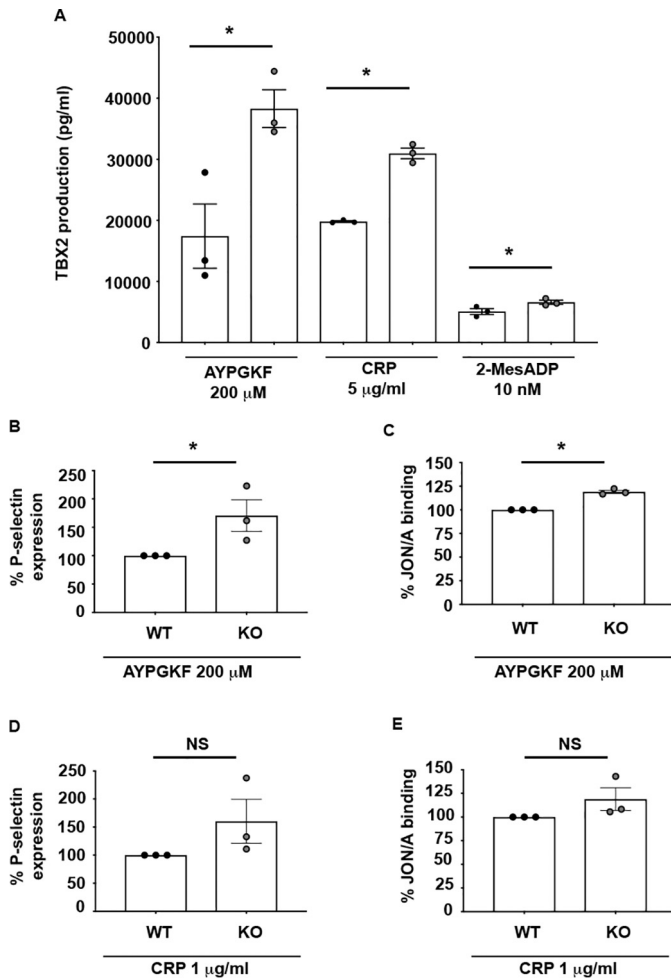 A
TBX2 production (pg/ml)
50000
40000
30000
20000
10000
0
*
*
*
AYPGKF
200 μM
CRP
5 μg/ml
2-MesADP
10 nM
B
% P-selectin
expression
250
200
150
100
50
0
*
WT
KO
AYPGKF 200 μM
C
% JON/A binding
150
125
100
75
50
25
0
*
WT
KO
AYPGKF 200 μM
D
% P-selectin
expression
250
200
150
100
50
0
NS
WT
KO
CRP 1 μg/ml
E
% JON/A binding
150
125
100
75
50
25
0
NS
WT
KO
CRP 1 μg/ml